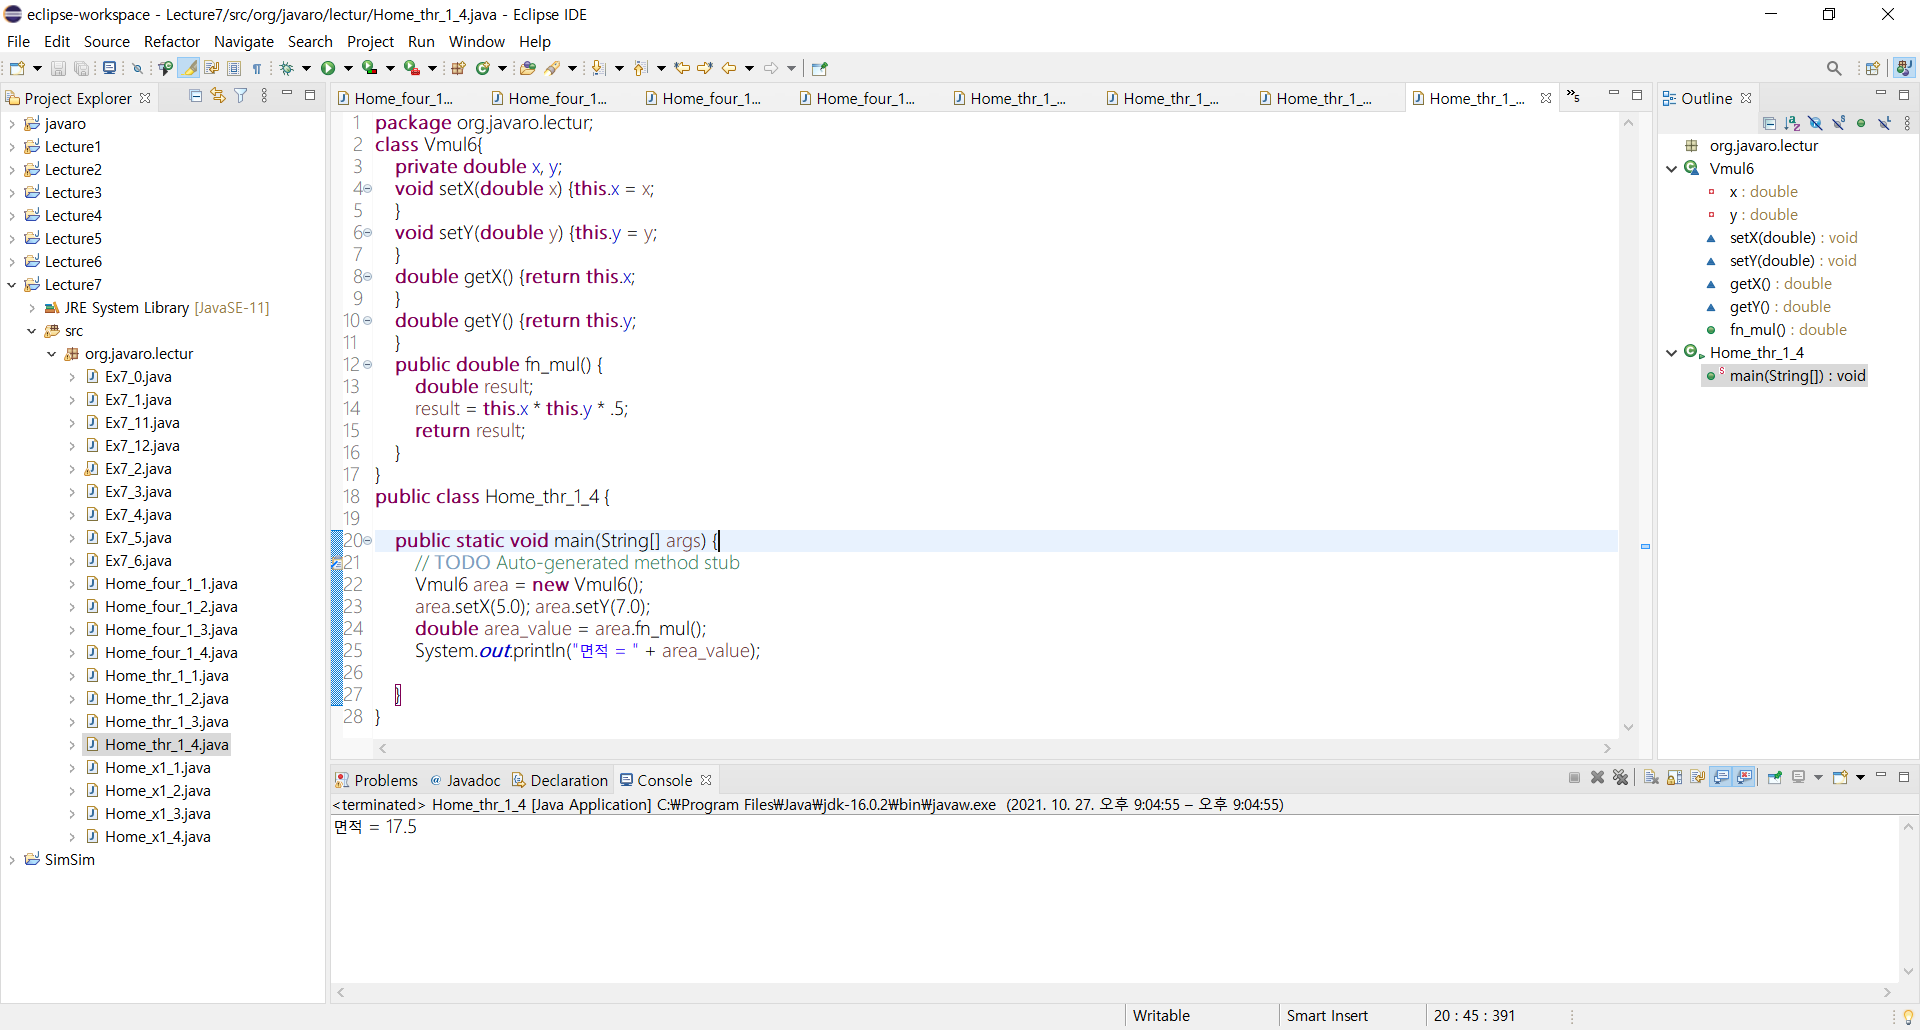 eclipse-workspace - Lecture7/src/org/javaro/lectur/Home_thr_1_4.java - Eclipse IDE
File Edit Source Refactor Navigate Search Project Run Window Help
Project Explorer
javaro
Lecture1
Lecture2
Lecture3
Lecture4
Lecture5
Lecture6
Lecture7
JRE System Library [JavaSE-11]
src
org.javaro.lectur
Ex7_0.java
Ex7_1.java
Ex7_11.java
Ex7_12.java
Ex7_2.java
Ex7_3.java
Ex7_4.java
Ex7_5.java
Ex7_6.java
Home_four_1_1.java
Home_four_1_2.java
Home_four_1_3.java
Home_four_1_4.java
Home_thr_1_1.java
Home_thr_1_2.java
Home_thr_1_3.java
Home_thr_1_4.java
Home_x1_1.java
Home_x1_2.java
Home_x1_3.java
Home_x1_4.java
SimSim
Home_four_1... Home_four_1... Home_four_1... Home_four_1... Home_thr_1_... Home_thr_1_... Home_thr_1_... Home_thr_1_... »5
1 package org.javaro.lectur;
2 class Vmul6{
3 private double x, y;
4 void setX(double x) {this.x = x;
5 }
6 void setY(double y) {this.y = y;
7 }
8 double getX() {return this.x;
9 }
10 double getY() {return this.y;
11 }
12 public double fn_mul() {
13 double result;
14 result = this.x * this.y * .5;
15 return result;
16 }
17 }
18 public class Home_thr_1_4 {
19
20 public static void main(String[] args) {
21 // TODO Auto-generated method stub
22 Vmul6 area = new Vmul6();
23 area.setX(5.0); area.setY(7.0);
24 double area_value = area.fn_mul();
25 System.out.println("면적 = " + area_value);
26
27 }
28 }
Outline
org.javaro.lectur
Vmul6
x : double
y : double
setX(double) : void
setY(double) : void
getX() : double
getY() : double
fn_mul() : double
Home_thr_1_4
main(String[]) : void
Problems Javadoc Declaration Console
<terminated> Home_thr_1_4 [Java Application] C:₩Program Files₩Java₩jdk-16.0.2₩bin₩javaw.exe (2021. 10. 27. 오후 9:04:55 – 오후 9:04:55)
면적 = 17.5
Writable Smart Insert 20 : 45 : 391